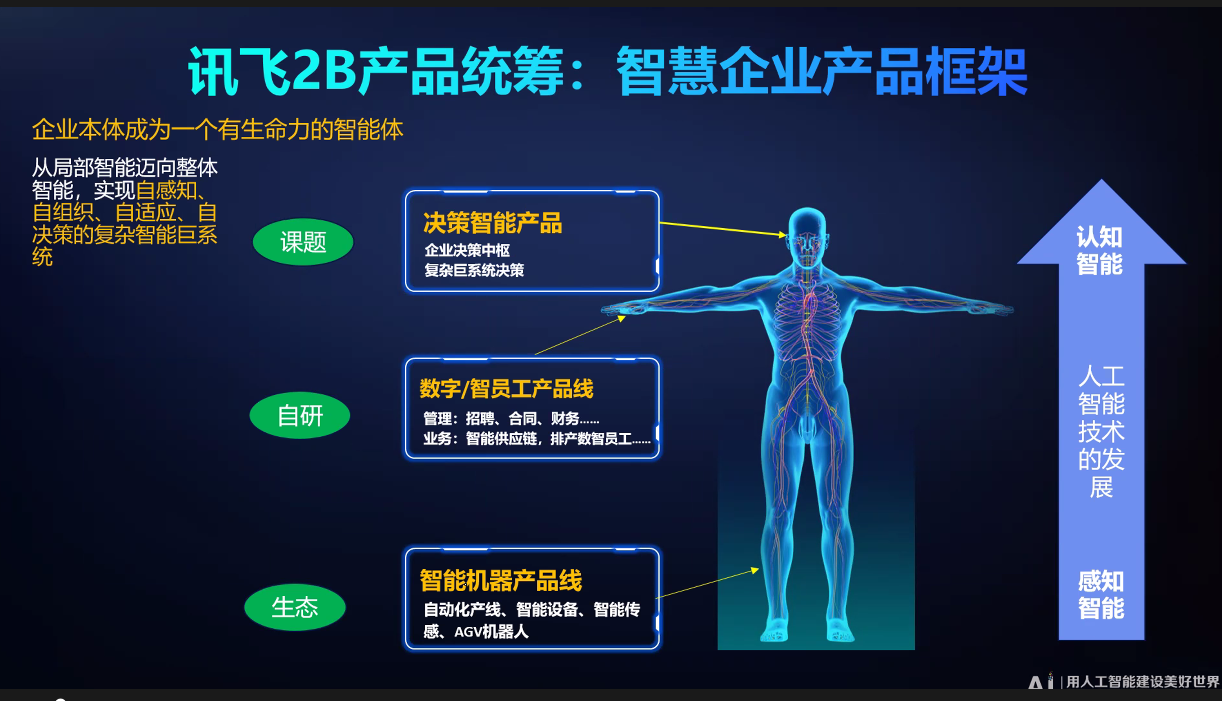 讯飞2B产品统筹：智慧企业产品框架
企业本体成为一个有生命力的智能体
从局部智能迈向整体
智能，实现自感知、
自组织、自适应、自
决策的复杂智能巨系
统
课题
决策智能产品
企业决策中枢
复杂巨系统决策
自研
数字/智员工产品线
管理：招聘、合同、财务......
业务：智能供应链，排产数智员工......
生态
智能机器产品线
自动化产线、智能设备、智能传
感、AGV机器人
认知
智能
人工
智能
技术
的发
展
感知
智能
AI
用人工智能建设美好世界